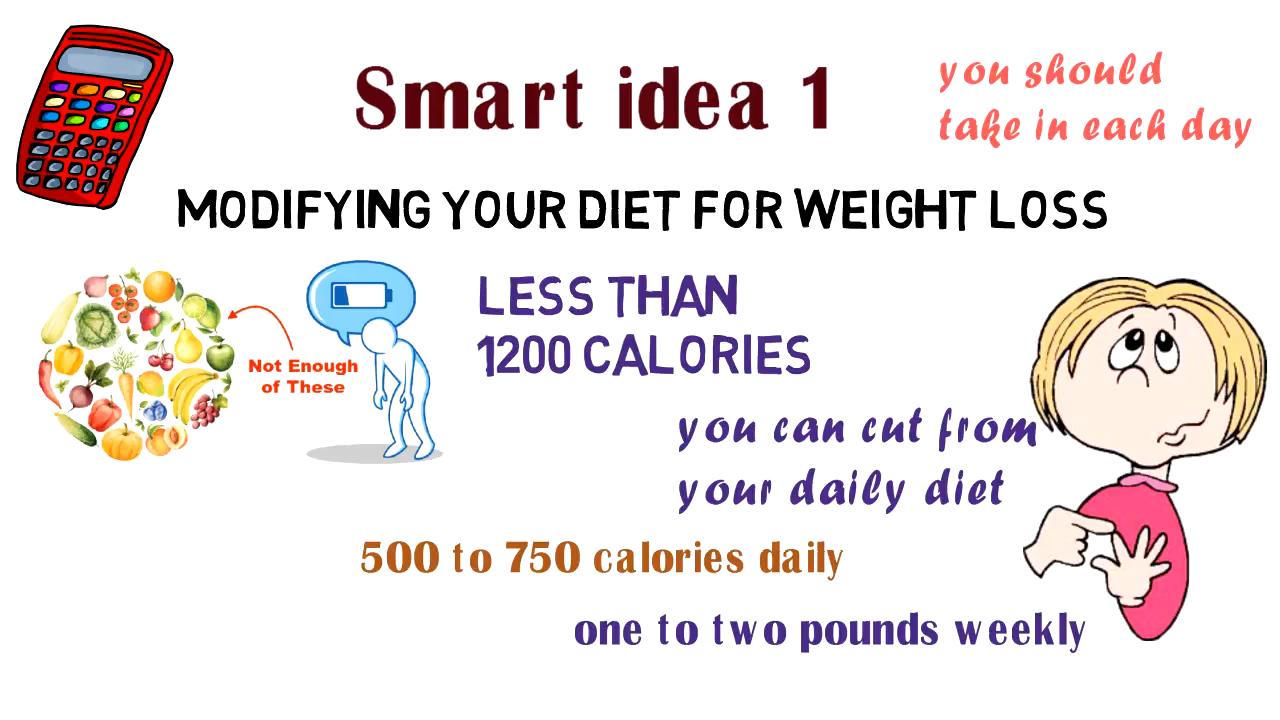 Smart idea 1
you should
take in each day
MODIFYING YOUR DIET FOR WEIGHT LOSS
LESS THAN
1200 CALORIES
Not Enough
of These
you can cut from
your daily diet
500 to 750 calories daily
one to two pounds weekly